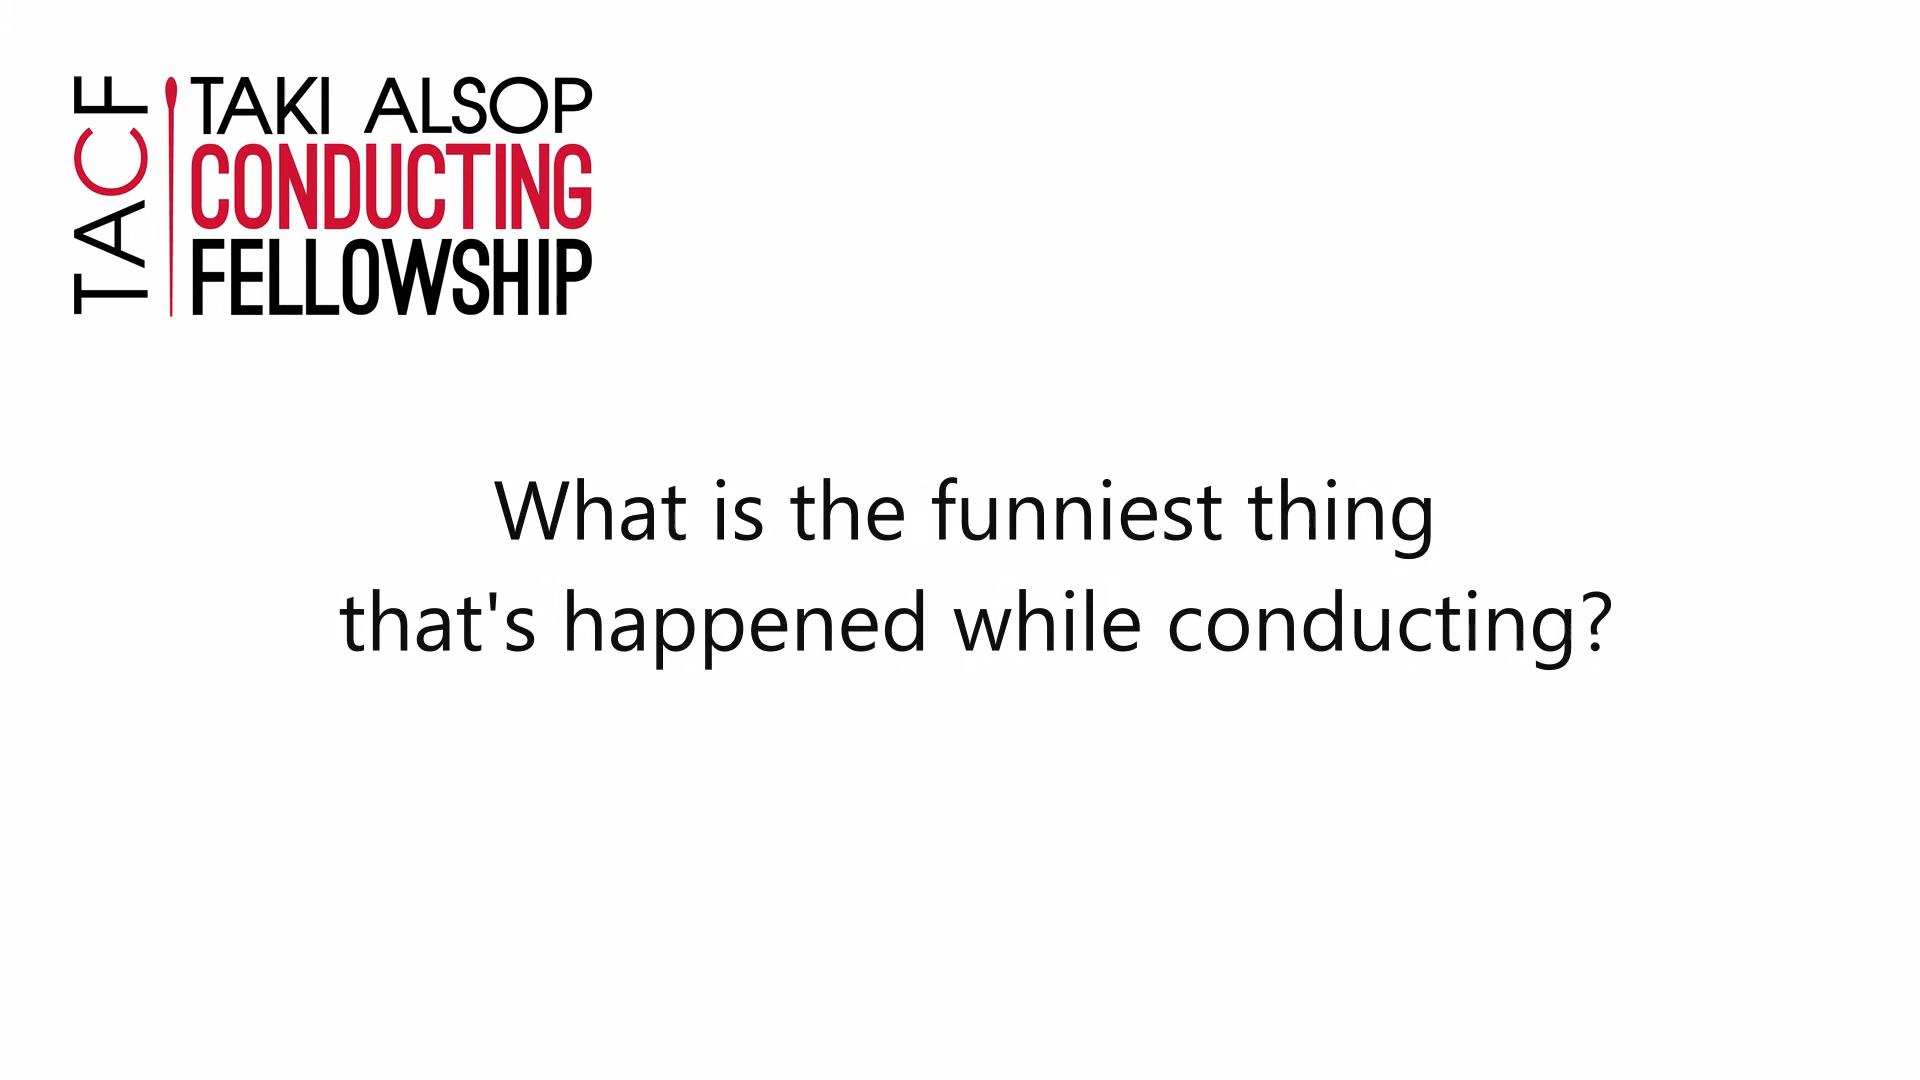 TACF
TAKI ALSOP
CONDUCTING
FELLOWSHIP
What is the funniest thing
that's happened while conducting?